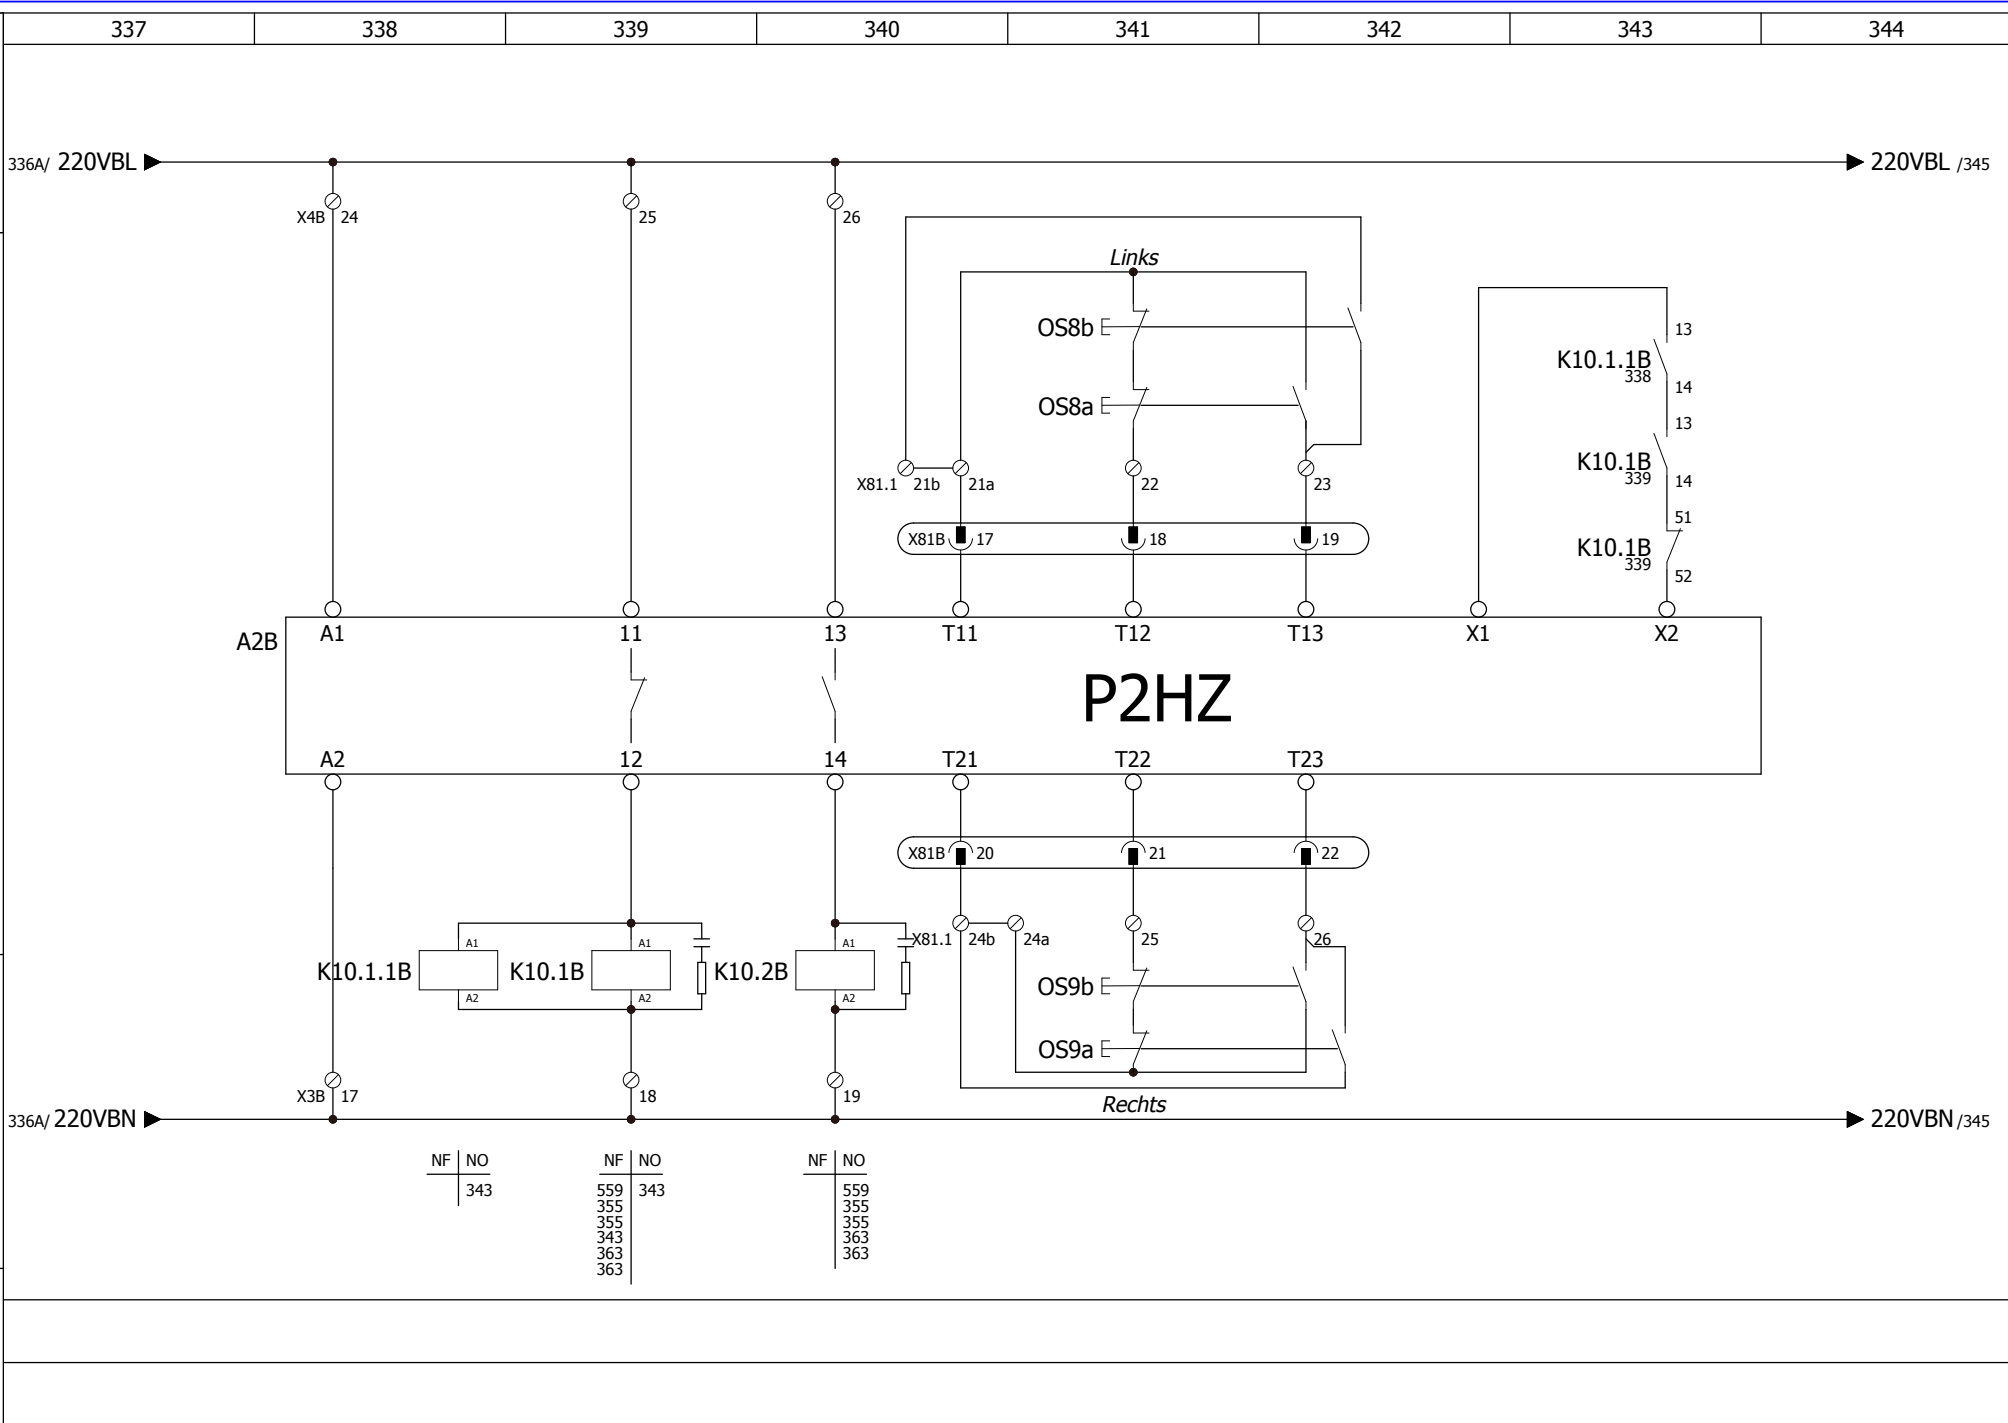 337 338 339 340 341 342 343 344
336A/ 220VBL 220VBL /345
X4B 24 25 26
Links
OS8b
13
K10.1.1B
338
14
OS8a
13
K10.1B
339
14
X81.1 21b 21a 22 23
51
X81B 17 18 19
K10.1B
339
52
A2B
A1 11 13 T11 T12 T13 X1 X2
P2HZ
A2 12 14 T21 T22 T23
X81B 20 21 22
X81.1 24b 24a 25 26
A1 A1 A1
K10.1.1B K10.1B K10.2B
OS9b
A2 A2 A2
OS9a
X3B 17 18 19
Rechts
336A/ 220VBN 220VBN /345
NF NO NF NO NF NO
343 559 343 559
355 355
355 355
343 363
363 363
363